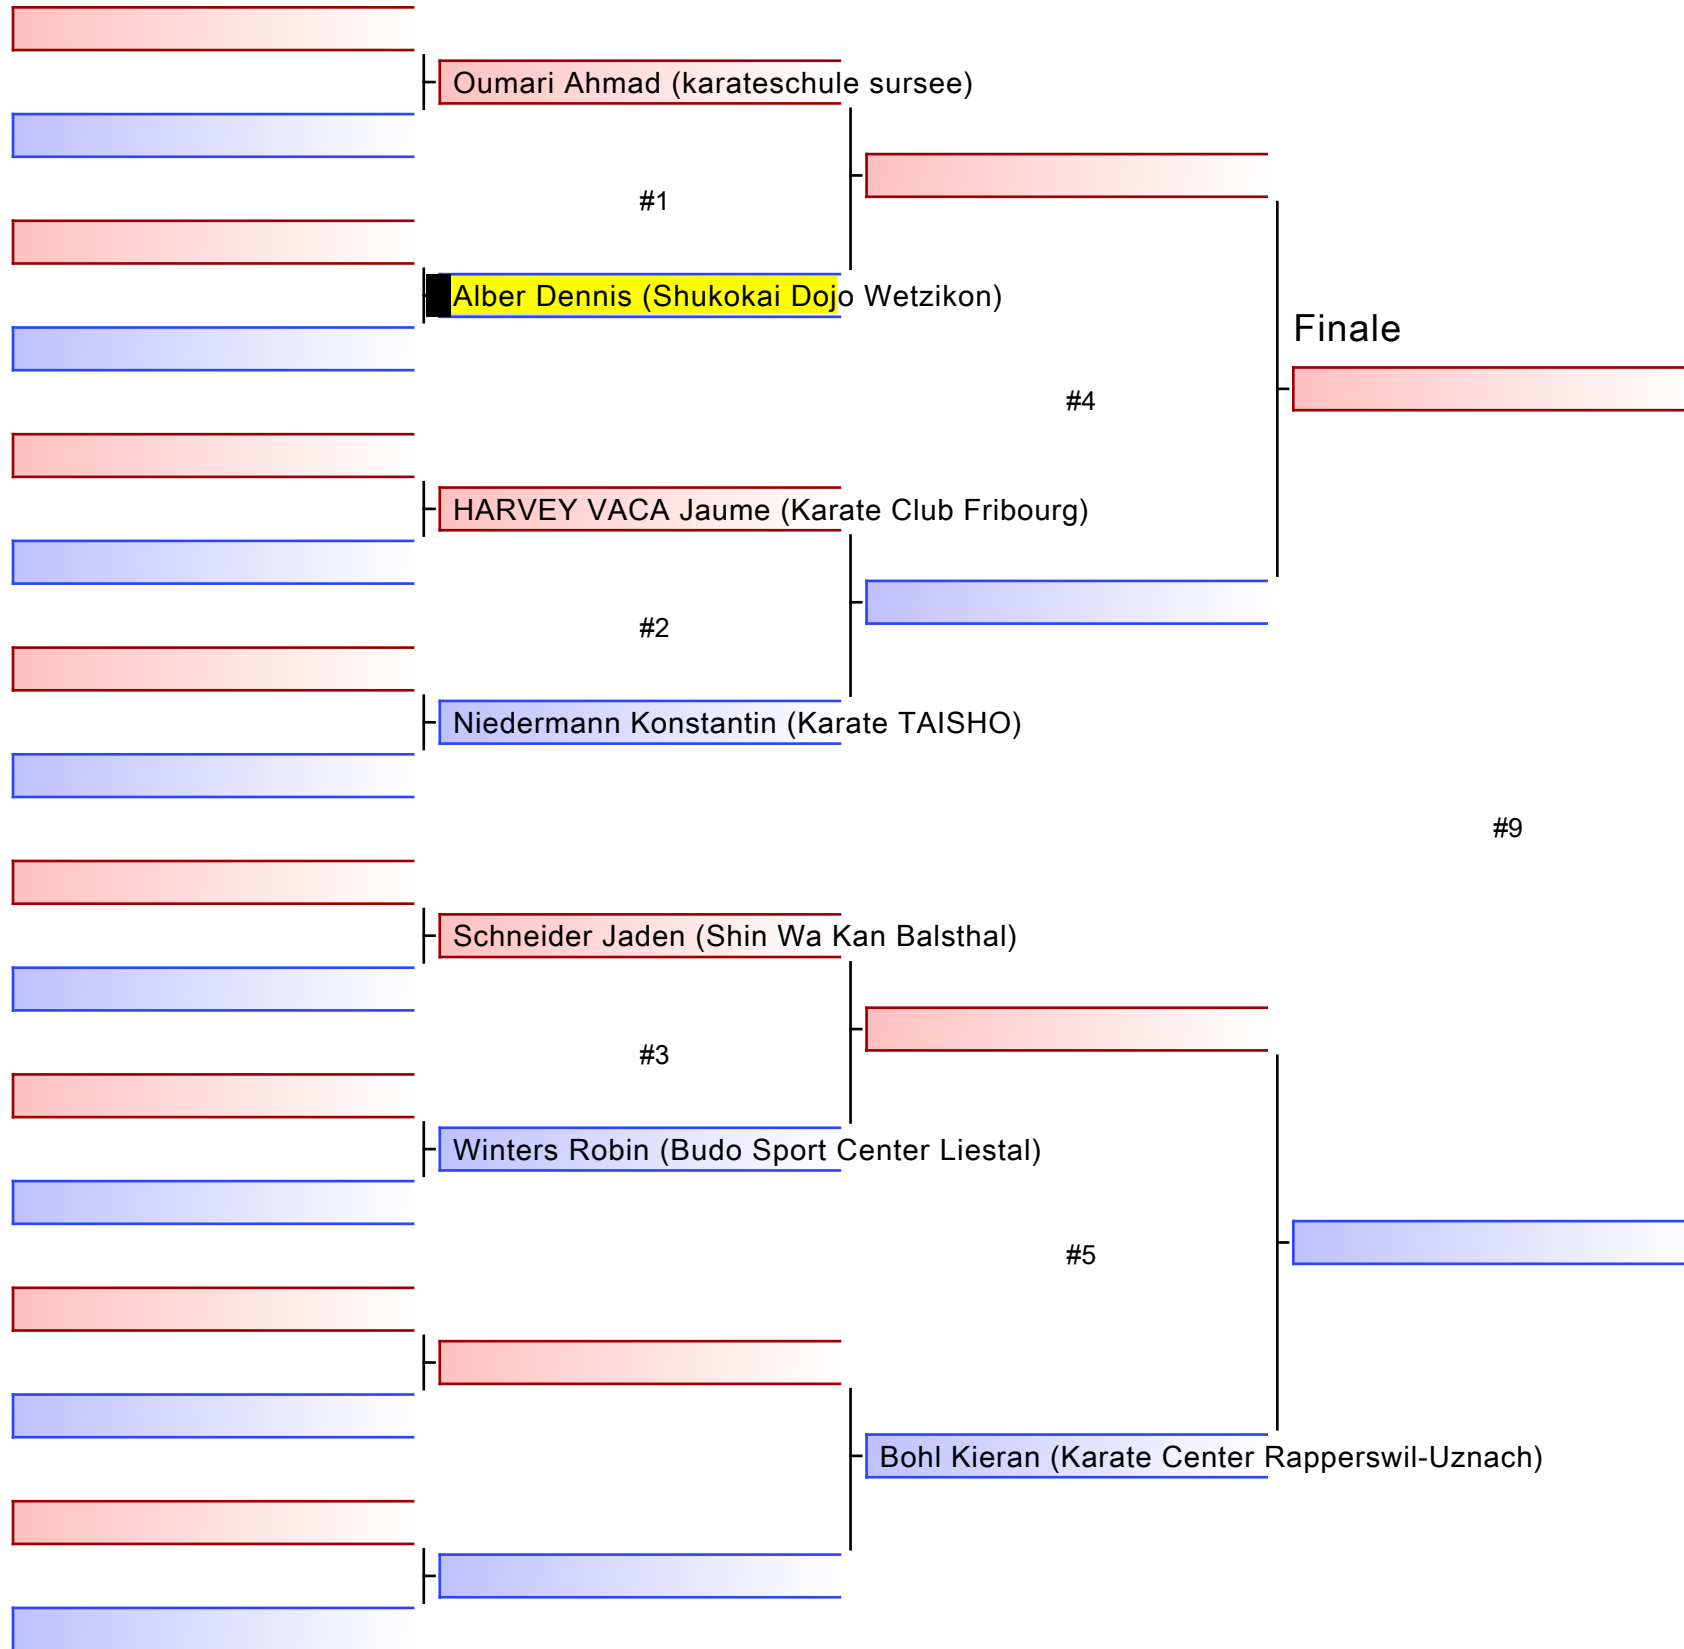 Oumari Ahmad (karateschule sursee)
#1
Alber Dennis (Shukokai Dojo Wetzikon)
Finale
#4
HARVEY VACA Jaume (Karate Club Fribourg)
#2
Niedermann Konstantin (Karate TAISHO)
#9
Schneider Jaden (Shin Wa Kan Balsthal)
#3
Winters Robin (Budo Sport Center Liestal)
#5
Bohl Kieran (Karate Center Rapperswil-Uznach)